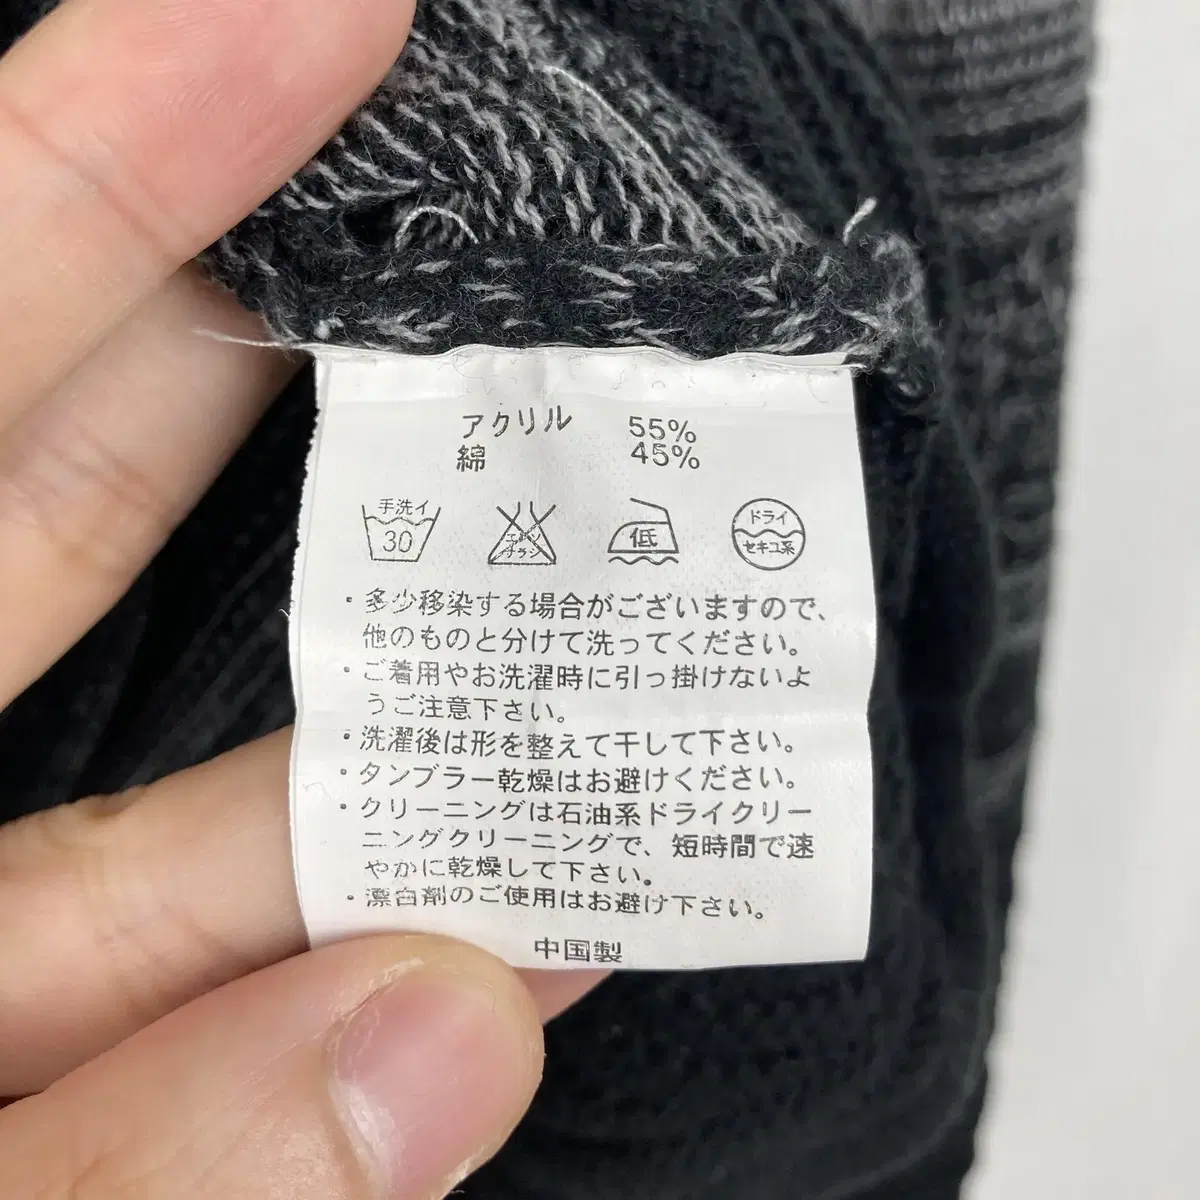 アクリル 55%
綿 45%
手洗イ
30
エンソ
サラシ
低
ドライ
セキユ系
・多少移染する場合がございますので、
他のものと分けて洗ってください。
・ご着用やお洗濯時に引っ掛けないよ
うご注意下さい。
・洗濯後は形を整えて干して下さい。
・タンブラー乾燥はお避けください。
・クリーニングは石油系ドライクリー
ニングクリーニングで、短時間で速
やかに乾燥して下さい。
・漂白剤のご使用はお避け下さい。
中国製